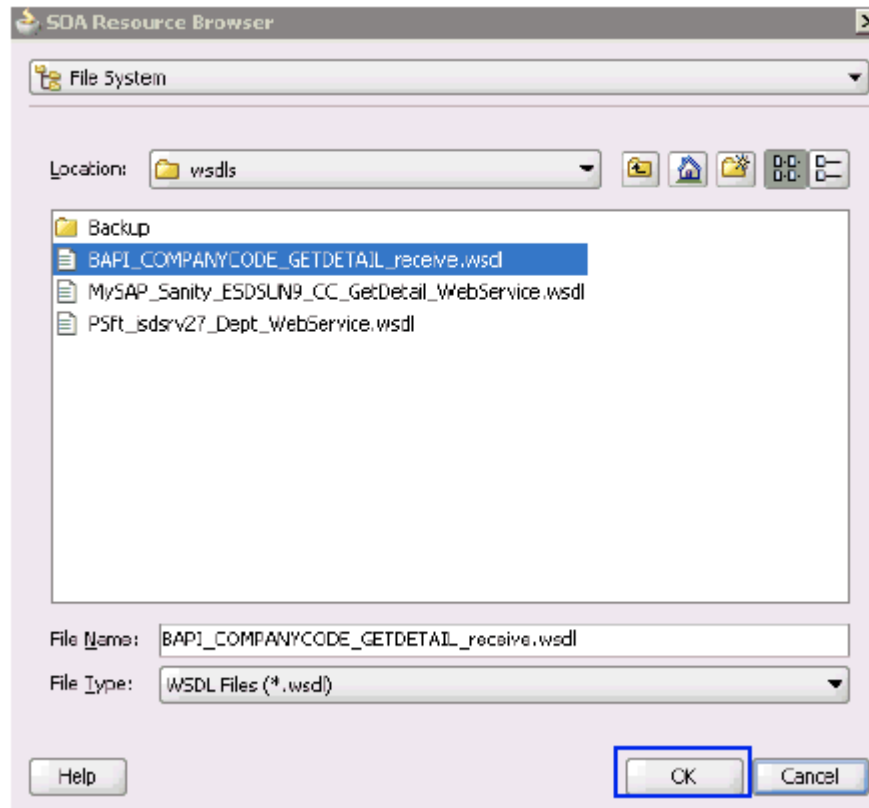 SOA Resource Browser
File System
Location: wsdls
Backup
BAPI_COMPANYCODE_GETDETAIL_receive.wsdl
MySAP_Sanity_ESDSUN9_CC_GetDetail_WebService.wsdl
PSft_isdsrv27_Dept_WebService.wsdl
File Name: BAPI_COMPANYCODE_GETDETAIL_receive.wsdl
File Type: WSDL Files (*.wsdl)
Help OK Cancel